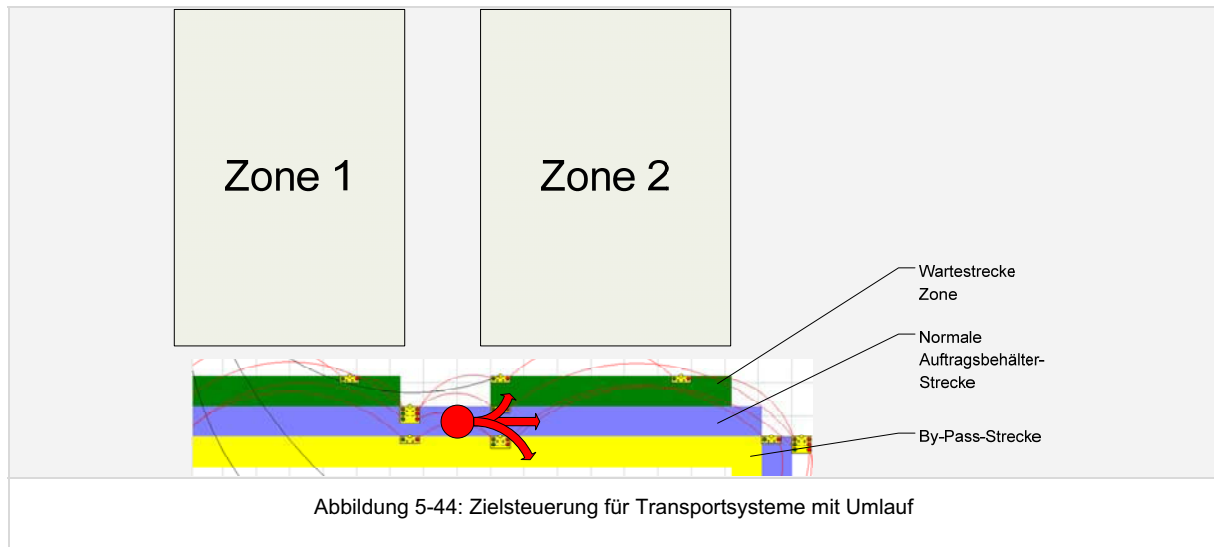 Zone 1
Zone 2
Wartestrecke
Zone
Normale
Auftragsbehälter-
Strecke
By-Pass-Strecke
Abbildung 5-44: Zielsteuerung für Transportsysteme mit Umlauf